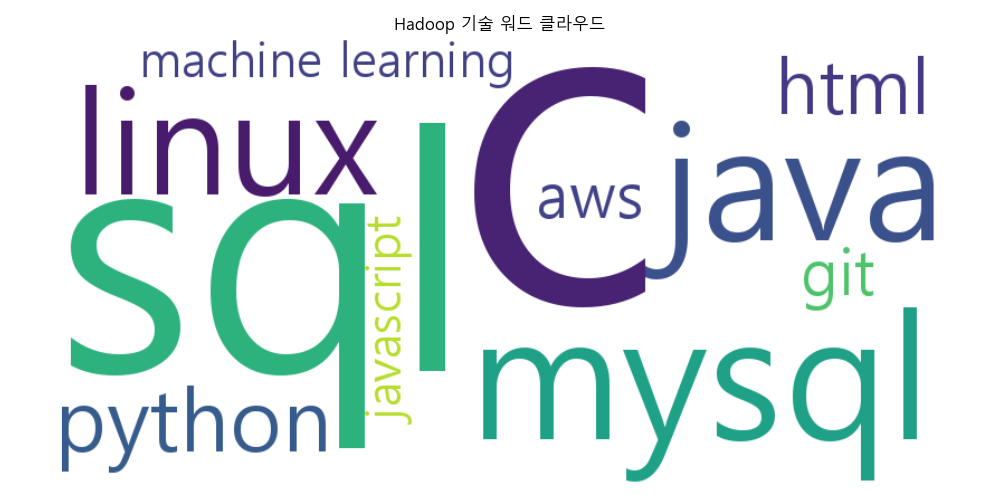 Hadoop 기술 워드 클라우드
machine learning
html
linux
C
java
aws
sql
javascript
git
mysql
python